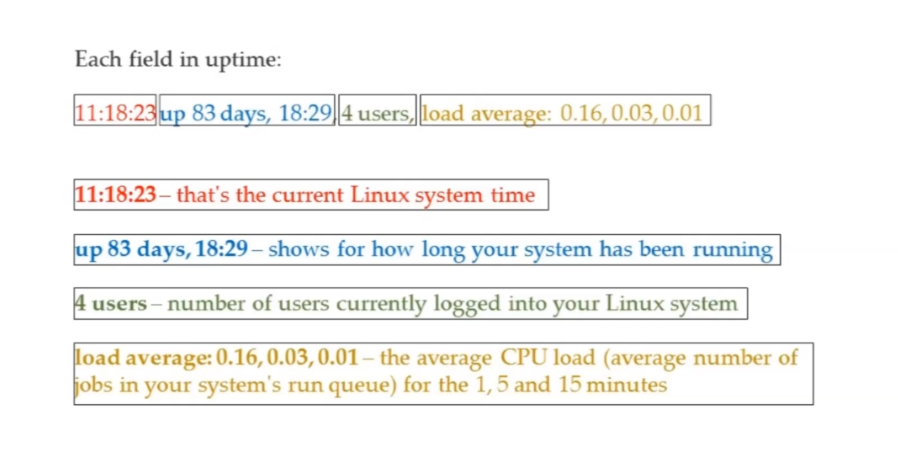 Each field in uptime:
11:18:23 up 83 days, 18:29, 4 users, load average: 0.16, 0.03, 0.01
11:18:23 – that's the current Linux system time
up 83 days, 18:29 – shows for how long your system has been running
4 users – number of users currently logged into your Linux system
load average: 0.16, 0.03, 0.01 – the average CPU load (average number of
jobs in your system's run queue) for the 1, 5 and 15 minutes